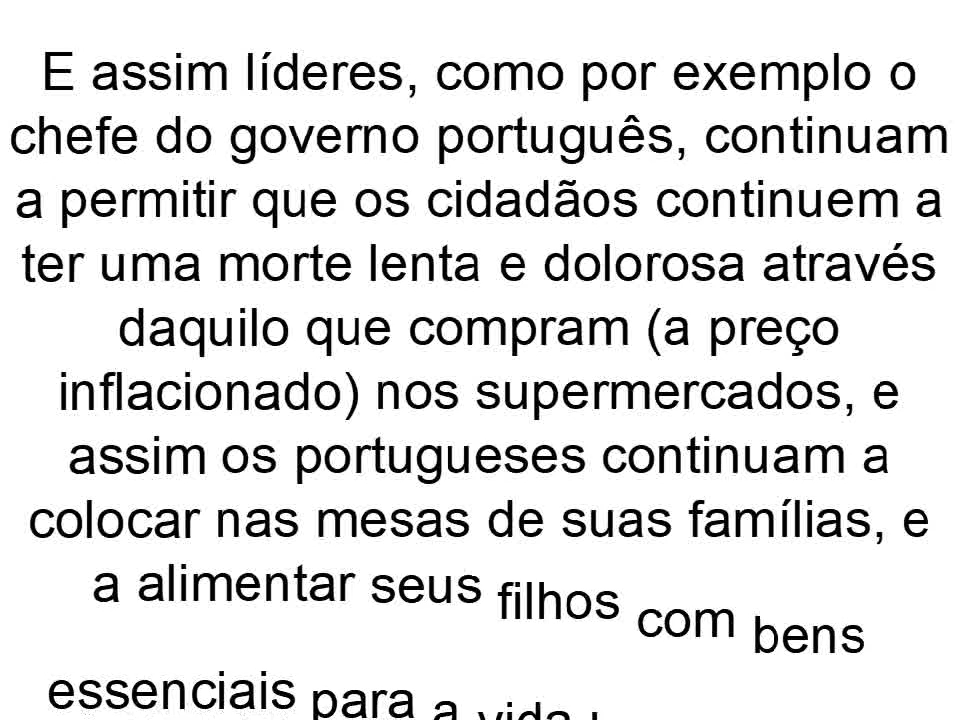 E assim líderes, como por exemplo o
chefe do governo português, continuam
a permitir que os cidadãos continuem a
ter uma morte lenta e dolorosa através
daquilo que compram (a preço
inflacionado) nos supermercados, e
assim os portugueses continuam a
colocar nas mesas de suas famílias, e
a alimentar seus filhos com bens
essenciais para a vida